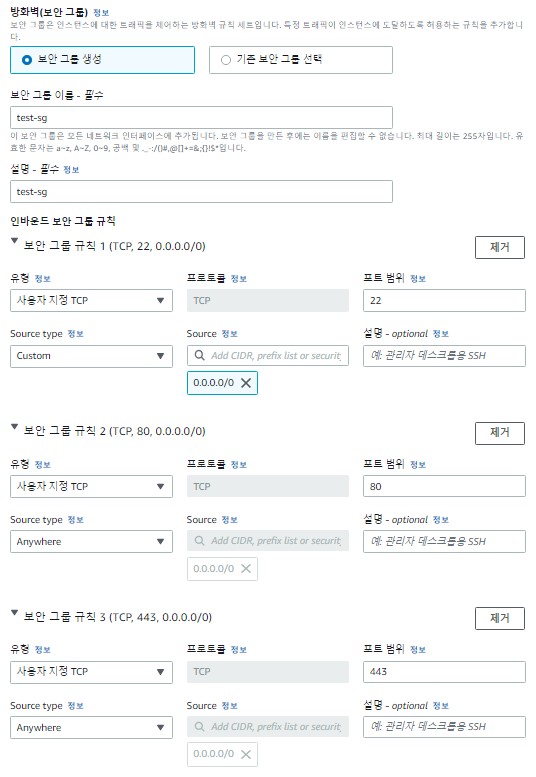 방화벽(보안 그룹) 정보
보안 그룹은 인스턴스에 대한 트래픽을 제어하는 방화벽 규칙 세트입니다. 특정 트래픽이 인스턴스에 도달하도록 허용하는 규칙을 추가합니
다.
보안 그룹 생성 기존 보안 그룹 선택
보안 그룹 이름 - 필수
test-sg
이 보안 그룹은 모든 네트워크 인터페이스에 추가됩니다. 보안 그룹을 만든 후에는 이름을 편집할 수 없습니다. 최대 길이는 255자입니다. 유
효한 문자는 a~z, A~Z, 0~9, 공백 및 ._-:/()#,@[]+=&;{}!$*입니다.
설명 - 필수 정보
test-sg
인바운드 보안 그룹 규칙
보안 그룹 규칙 1 (TCP, 22, 0.0.0.0/0) 제거
유형 정보 프로토콜 정보 포트 범위 정보
사용자 지정 TCP TCP 22
Source type 정보 Source 정보 설명 - optional 정보
Custom Add CIDR, prefix list or securit 예: 관리자 데스크톱용 SSH
0.0.0.0/0
보안 그룹 규칙 2 (TCP, 80, 0.0.0.0/0) 제거
유형 정보 프로토콜 정보 포트 범위 정보
사용자 지정 TCP TCP 80
Source type 정보 Source 정보 설명 - optional 정보
Anywhere Add CIDR, prefix list or securit 예: 관리자 데스크톱용 SSH
0.0.0.0/0
보안 그룹 규칙 3 (TCP, 443, 0.0.0.0/0) 제거
유형 정보 프로토콜 정보 포트 범위 정보
사용자 지정 TCP TCP 443
Source type 정보 Source 정보 설명 - optional 정보
Anywhere Add CIDR, prefix list or securit 예: 관리자 데스크톱용 SSH
0.0.0.0/0